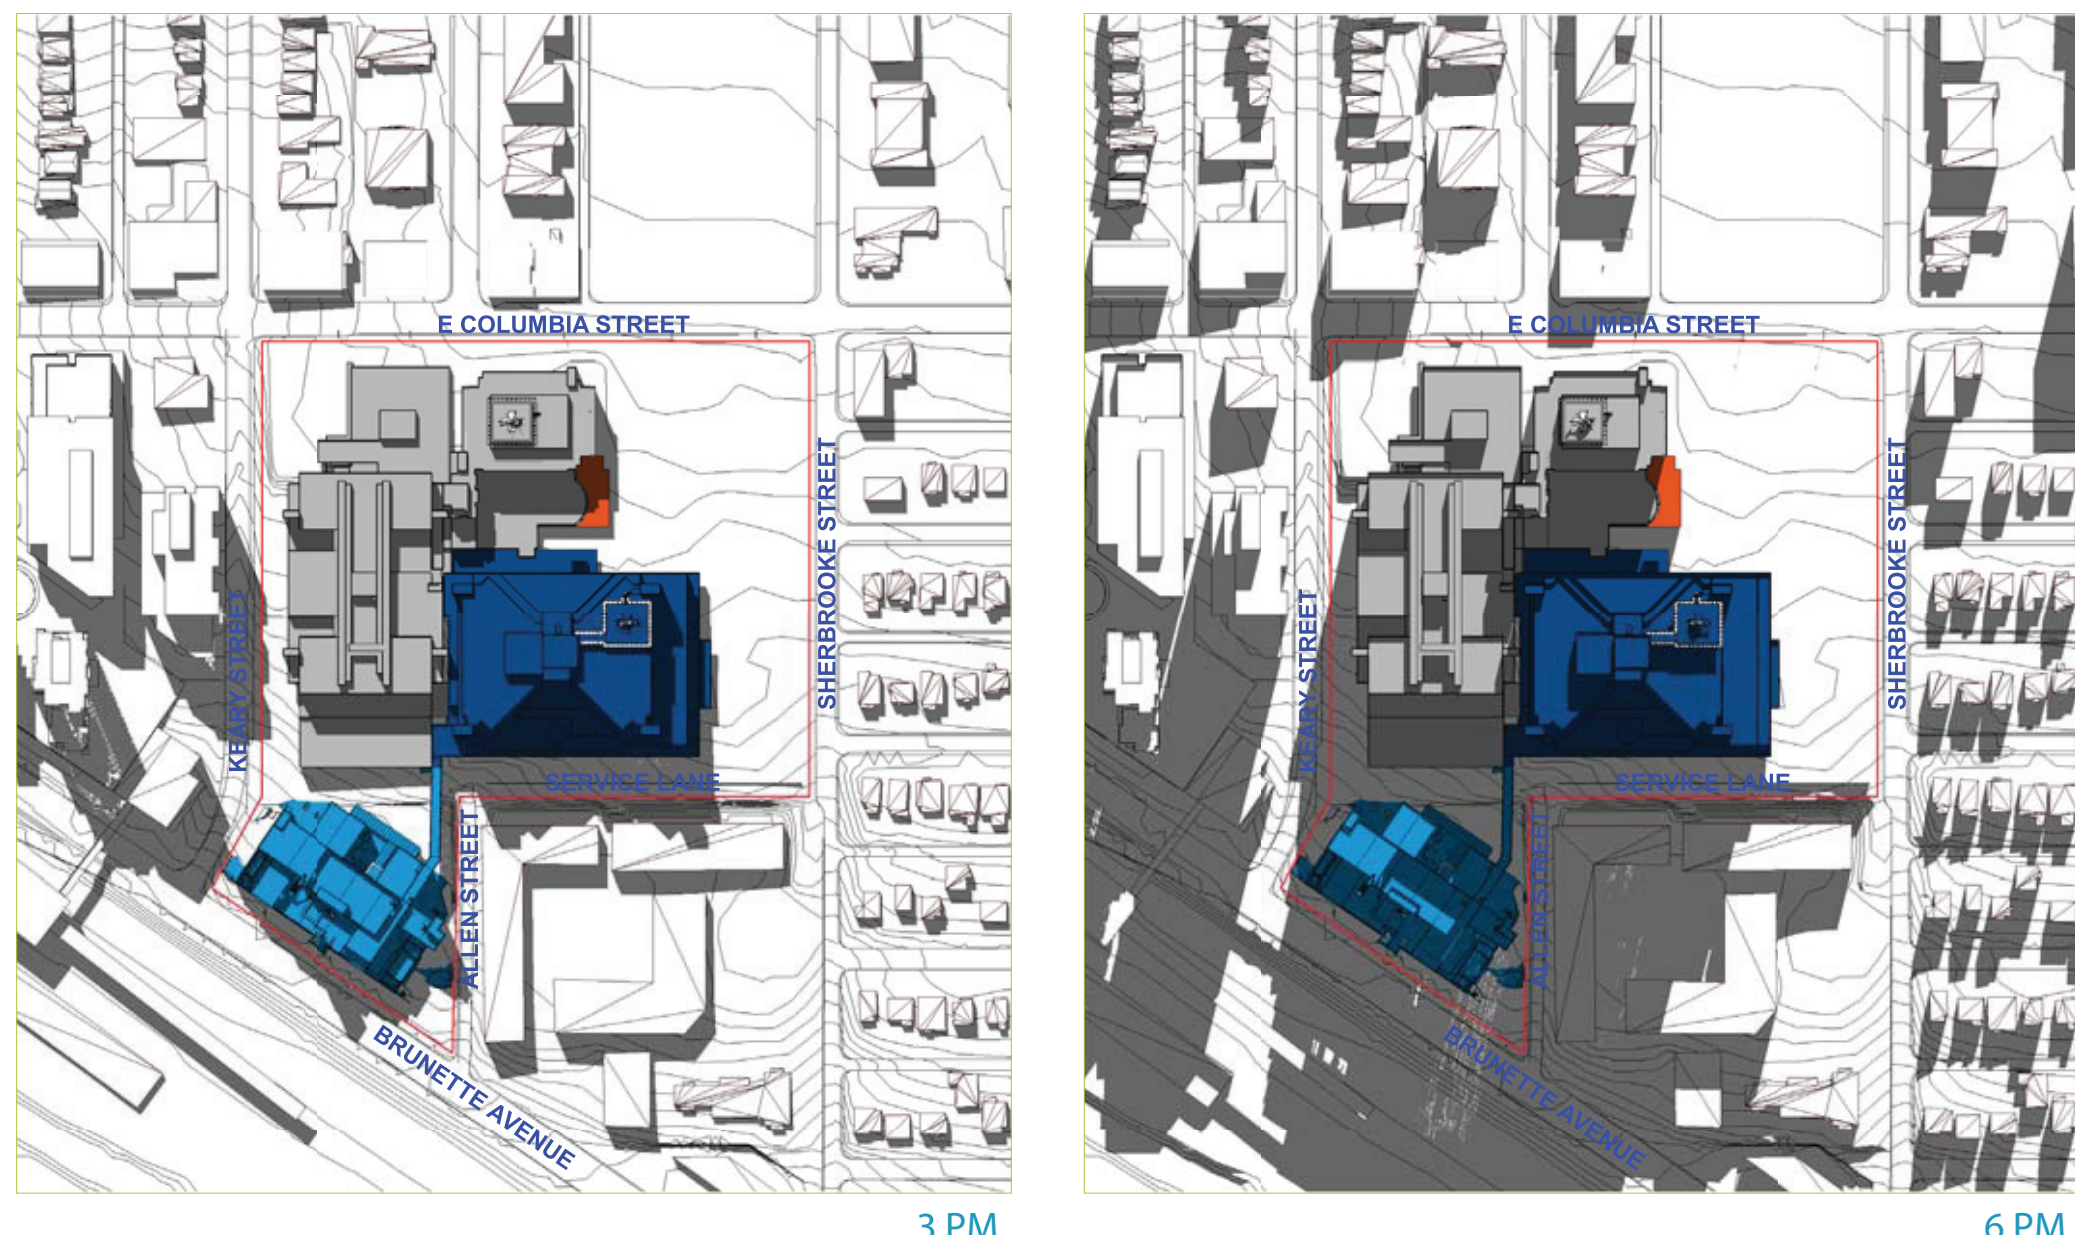 E COLUMBIA STREET
KEARY STREET
SHERBROOKE STREET
SERVICE LANE
ALLEN STREET
BRUNETTE AVENUE
3 PM
E COLUMBIA STREET
KEARY STREET
SHERBROOKE STREET
SERVICE LANE
ALLEN STREET
BRUNETTE AVENUE
6 PM